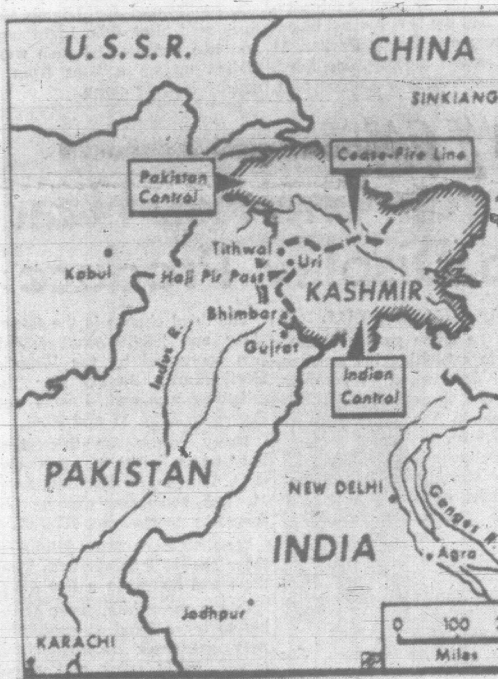 U.S.S.R.
CHINA
SINKIANG
Cease-Fire Line
Pakistan
Control
Tithwal
Uri
Kabul
Haji Pir Pass
KASHMIR
Bhimbar
Gujrat
Indus R.
Indian
Control
PAKISTAN
NEW DELHI
Ganges R.
INDIA
Agra
Jodhpur
KARACHI
0 100
Miles